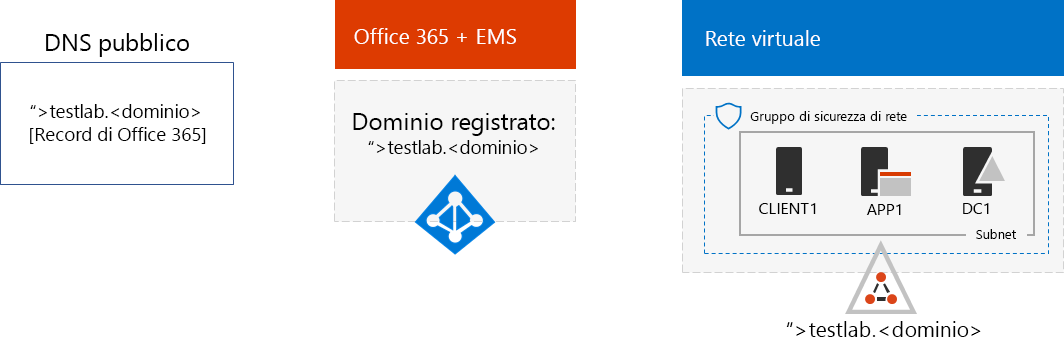 DNS pubblico
“>testlab.<dominio>
[Record di Office 365]
Office 365 + EMS
Dominio registrato:
“>testlab.<dominio>
Rete virtuale
Gruppo di sicurezza di rete
CLIENT1
APP1
DC1
Subnet
“>testlab.<dominio>